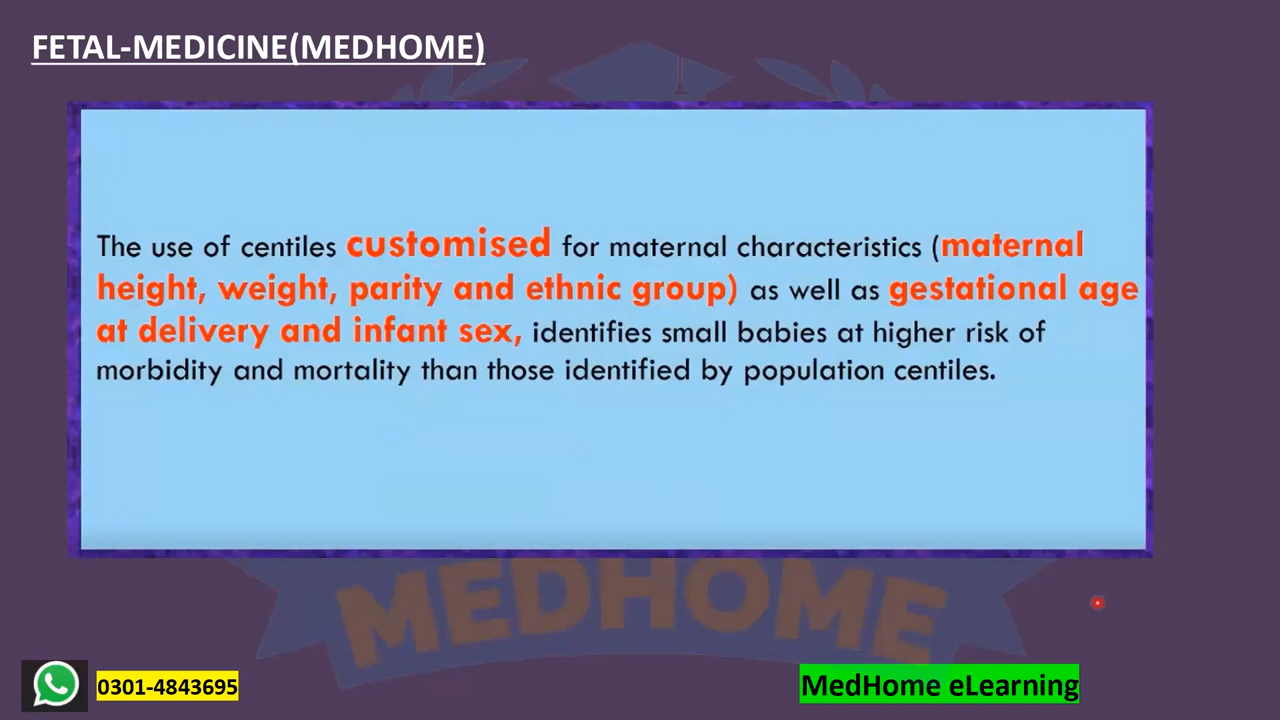 FETAL-MEDICINE(MEDHOME)
The use of centiles customised for maternal characteristics (maternal
height, weight, parity and ethnic group) as well as gestational age
at delivery and infant sex, identifies small babies at higher risk of
morbidity and mortality than those identified by population centiles.
MEDHOME
0301-4843695
MedHome eLearning